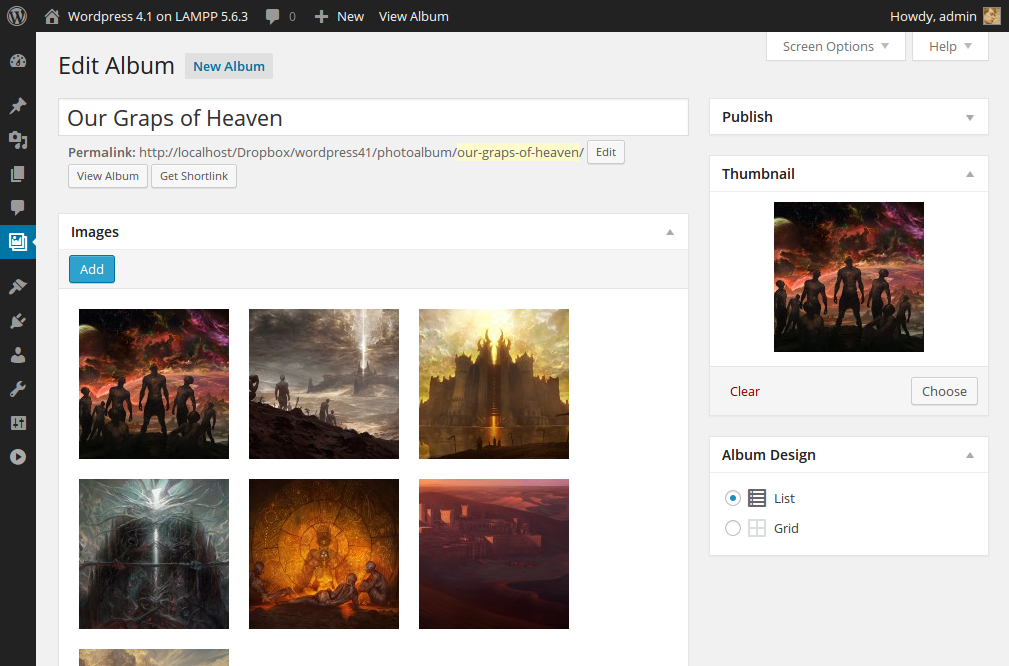 Wordpress 4.1 on LAMPP 5.6.3 0 New View Album Howdy, admin
Screen Options Help
Edit Album New Album
Our Graps of Heaven
Permalink: http://localhost/Dropbox/wordpress41/photoalbum/our-graps-of-heaven/ Edit
View Album Get Shortlink
Images
Add
Publish
Thumbnail
Clear Choose
Album Design
List
Grid